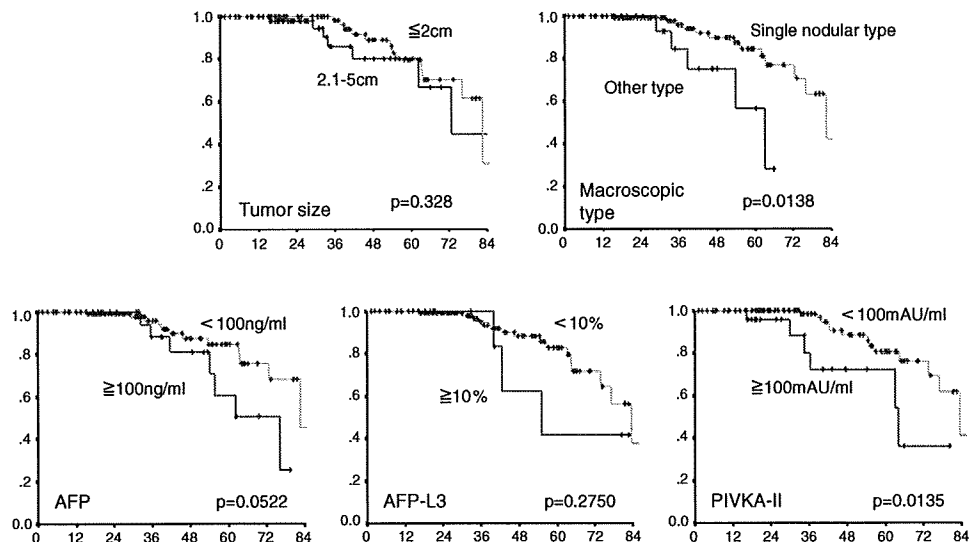 1.0
.8
.6
.4
.2
0.0
≦2cm
2.1-5cm
Tumor size
p=0.328
0 12 24 36 48 60 72 84
1.0
.8
.6
.4
.2
0.0
Single nodular type
Other type
Macroscopic
type
p=0.0138
0 12 24 36 48 60 72 84
1.0
.8
.6
.4
.2
0.0
<100ng/ml
≧100ng/ml
AFP
p=0.0522
0 12 24 36 48 60 72 84
1.0
.8
.6
.4
.2
0.0
<10%
≧10%
AFP-L3
p=0.2750
0 12 24 36 48 60 72 84
1.0
.8
.6
.4
.2
0.0
<100mAU/ml
≧100mAU/ml
PIVKA-II
p=0.0135
0 12 24 36 48 60 72 84